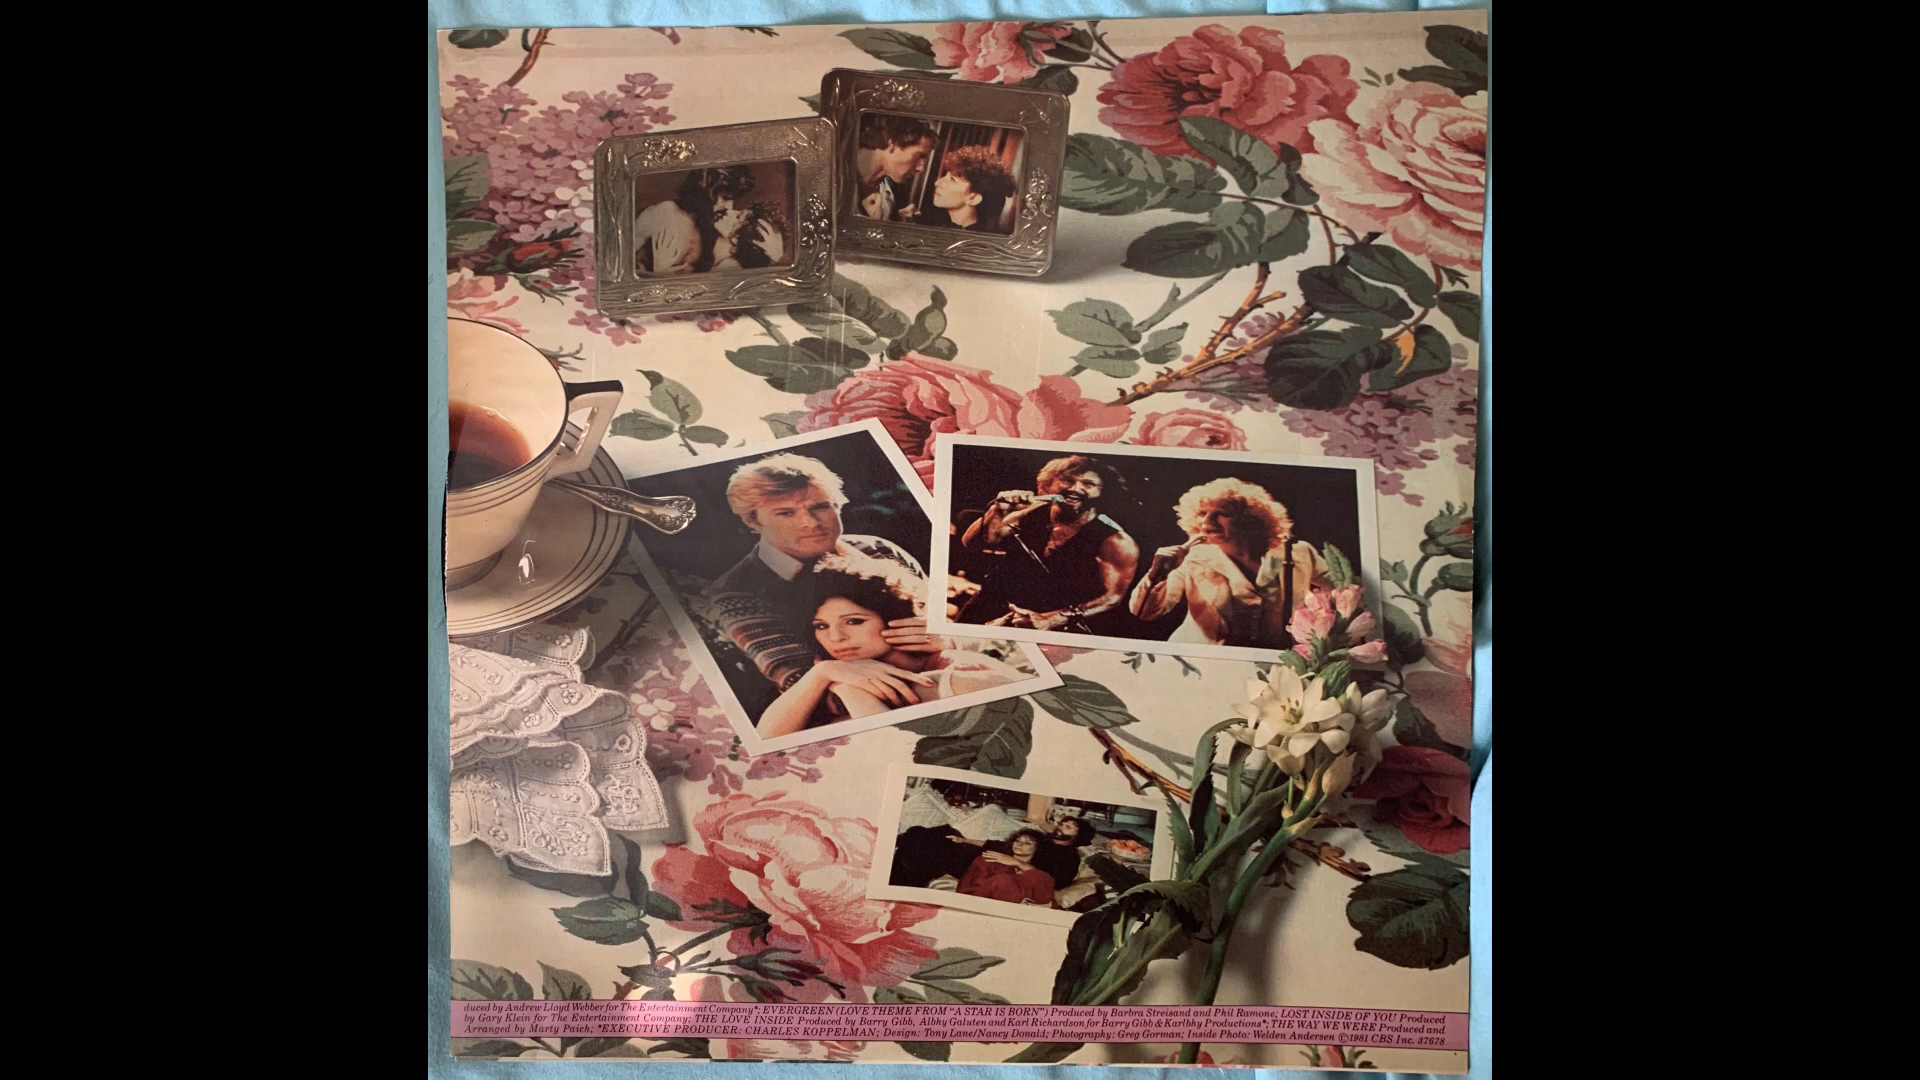 duced by Andrew Lloyd Webber for The Entertainment Company*; EVERGREEN (LOVE THEME FROM "A STAR IS BORN") Produced by Barbra Streisand and Phil Ramone; LOST INSIDE OF YOU Produced
by Gary Klein for The Entertainment Company; THE LOVE INSIDE Produced by Barry Gibb, Albhy Galuten and Karl Richardson for Barry Gibb & Karlbhy Productions*; THE WAY WE WERE Produced and
Arranged by Marty Paich; *EXECUTIVE PRODUCER: CHARLES KOPPELMAN; Design: Tony Lane/Nancy Donald; Photography: Greg Gorman; Inside Photo: Welden Andersen ©1981 CBS Inc. 37678